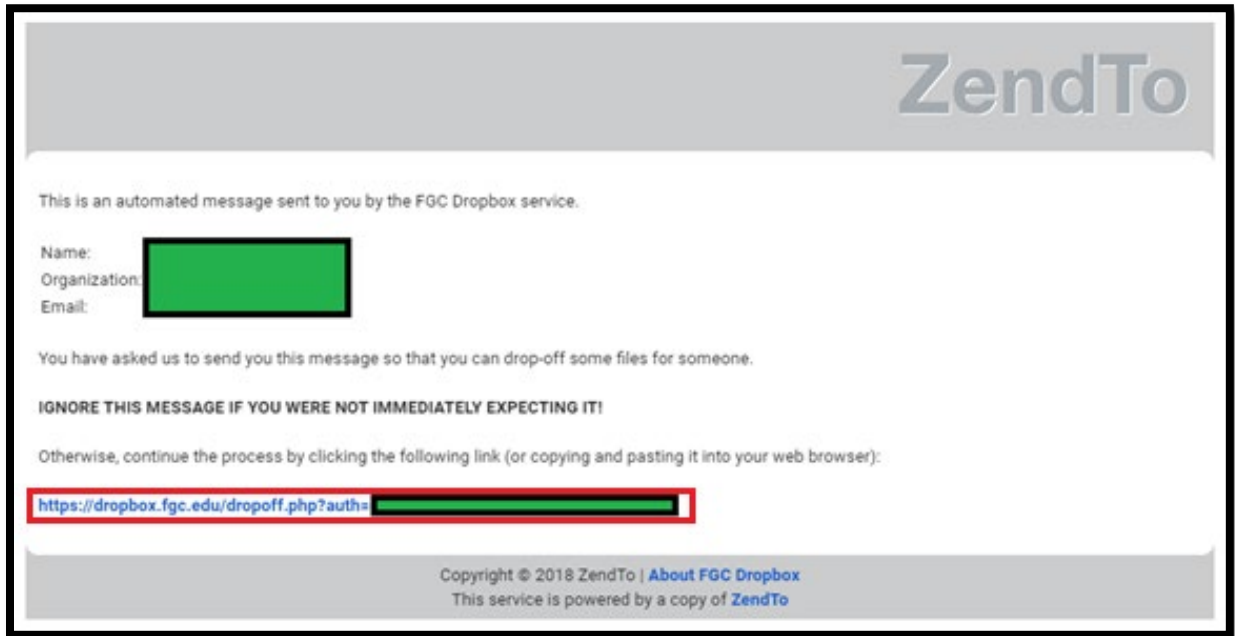 ZendTo
This is an automated message sent to you by the FGC Dropbox service.
Name:
Organization:
Email:
You have asked us to send you this message so that you can drop-off some files for someone.
IGNORE THIS MESSAGE IF YOU WERE NOT IMMEDIATELY EXPECTING IT!
Otherwise, continue the process by clicking the following link (or copying and pasting it into your web browser):
https://dropbox.fgc.edu/dropoff.php?auth=
Copyright © 2018 ZendTo | About FGC Dropbox
This service is powered by a copy of ZendTo